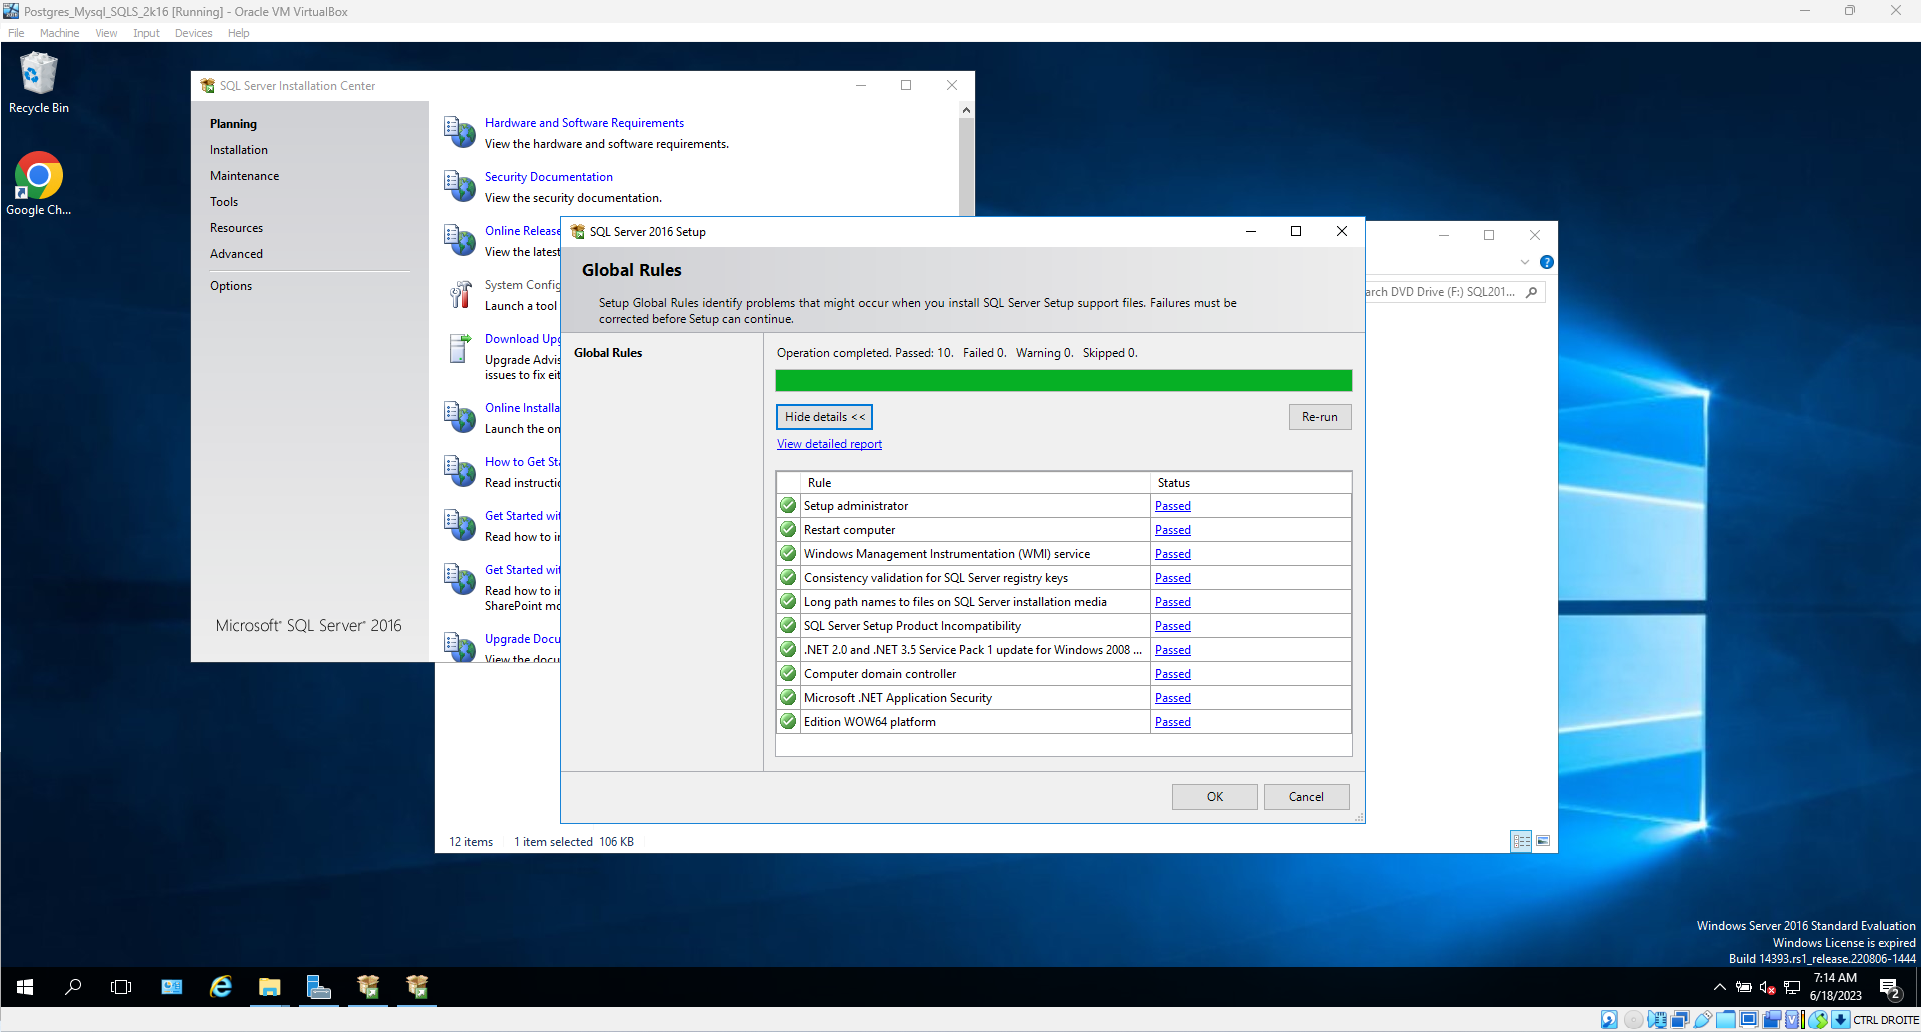 Postgres_Mysql_SQLS_2k16 [Running] - Oracle VM VirtualBox
File Machine View Input Devices Help
Recycle Bin
Google Ch...
SQL Server Installation Center
Planning
Installation
Maintenance
Tools
Resources
Advanced
Options
Microsoft SQL Server 2016
Hardware and Software Requirements
View the hardware and software requirements.
Security Documentation
View the security documentation.
Online Release
View the latest
System Config
Launch a tool
Download Upg
Upgrade Advis
issues to fix eit
Online Installa
Launch the on
How to Get Sta
Read instructio
Get Started wit
Read how to in
Get Started wit
Read how to in
SharePoint mo
Upgrade Docu
View the docu
SQL Server 2016 Setup
Global Rules
Setup Global Rules identify problems that might occur when you install SQL Server Setup support files. Failures must be
corrected before Setup can continue.
Global Rules
Operation completed. Passed: 10. Failed 0. Warning 0. Skipped 0.
Hide details <<
Re-run
View detailed report
Rule Status
Setup administrator Passed
Restart computer Passed
Windows Management Instrumentation (WMI) service Passed
Consistency validation for SQL Server registry keys Passed
Long path names to files on SQL Server installation media Passed
SQL Server Setup Product Incompatibility Passed
.NET 2.0 and .NET 3.5 Service Pack 1 update for Windows 2008 ... Passed
Computer domain controller Passed
Microsoft .NET Application Security Passed
Edition WOW64 platform Passed
OK Cancel
arch DVD Drive (F:) SQL201...
12 items 1 item selected 106 KB
Windows Server 2016 Standard Evaluation
Windows License is expired
Build 14393.rs1_release.220806-1444
7:14 AM
6/18/2023
2
CTRL DROITE